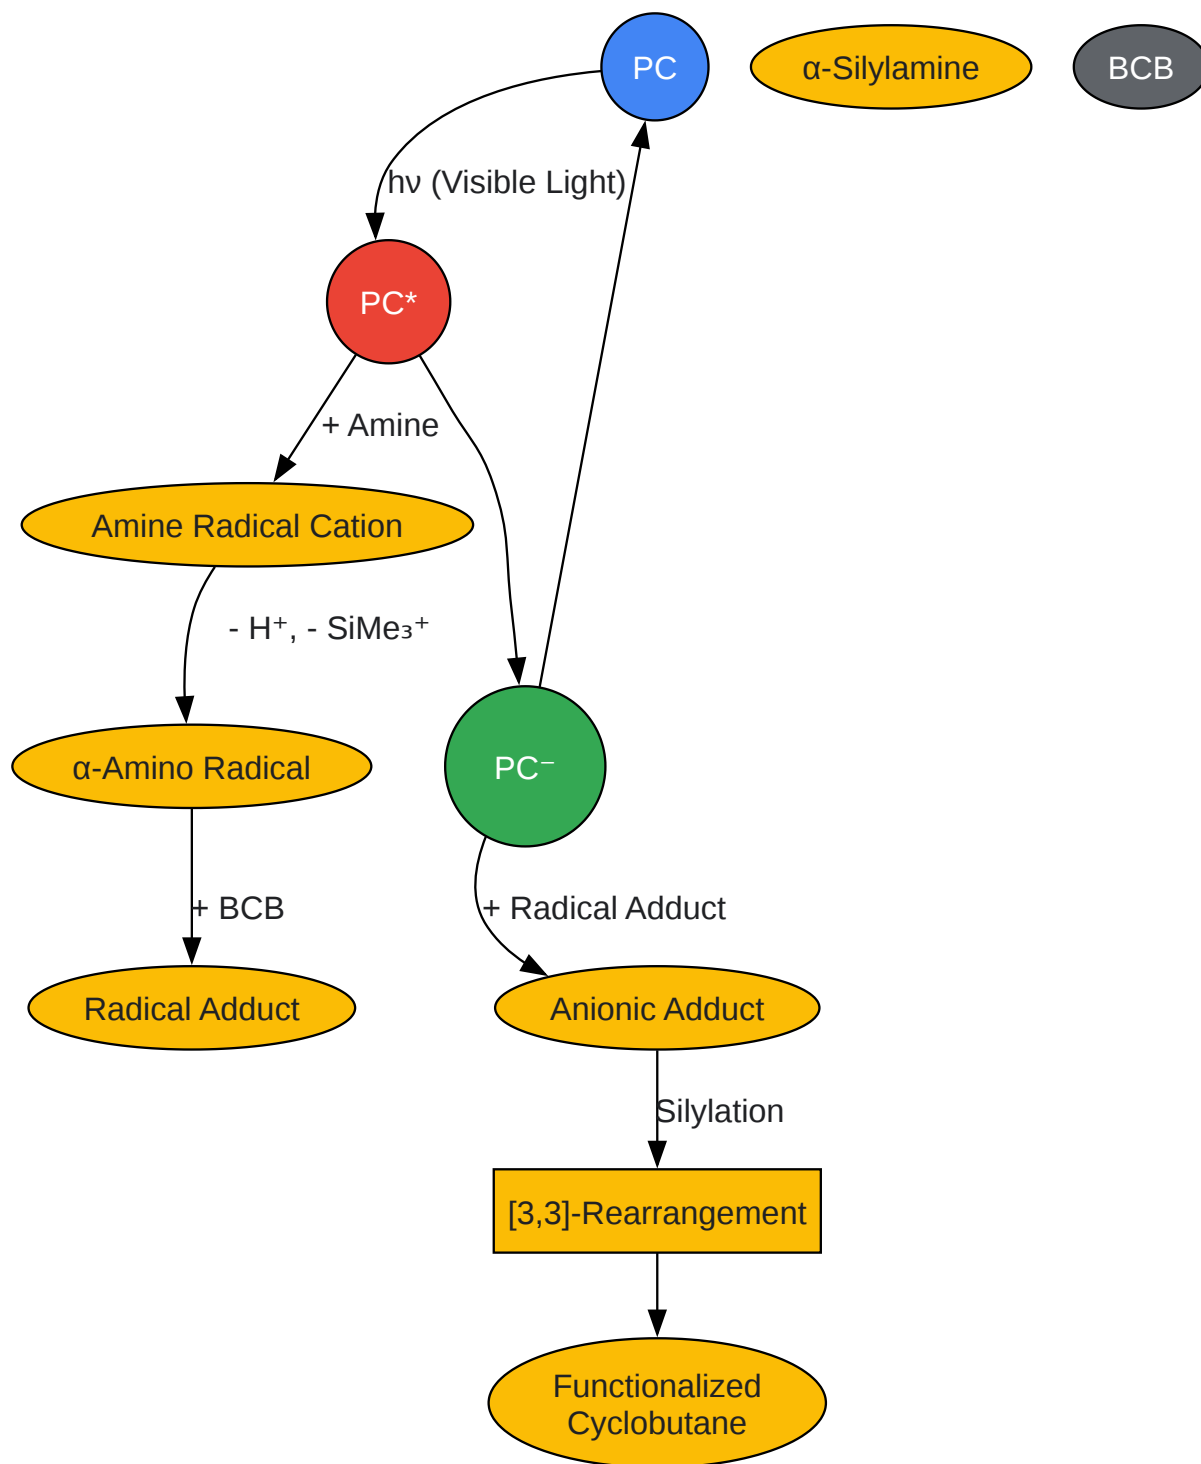 PC
α-Silylamine
BCB
hν (Visible Light)
PC*
+ Amine
Amine Radical Cation
- H⁺, - SiMe₃⁺
α-Amino Radical
PC⁻
+ BCB
+ Radical Adduct
Radical Adduct
Anionic Adduct
Silylation
[3,3]-Rearrangement
Functionalized
Cyclobutane